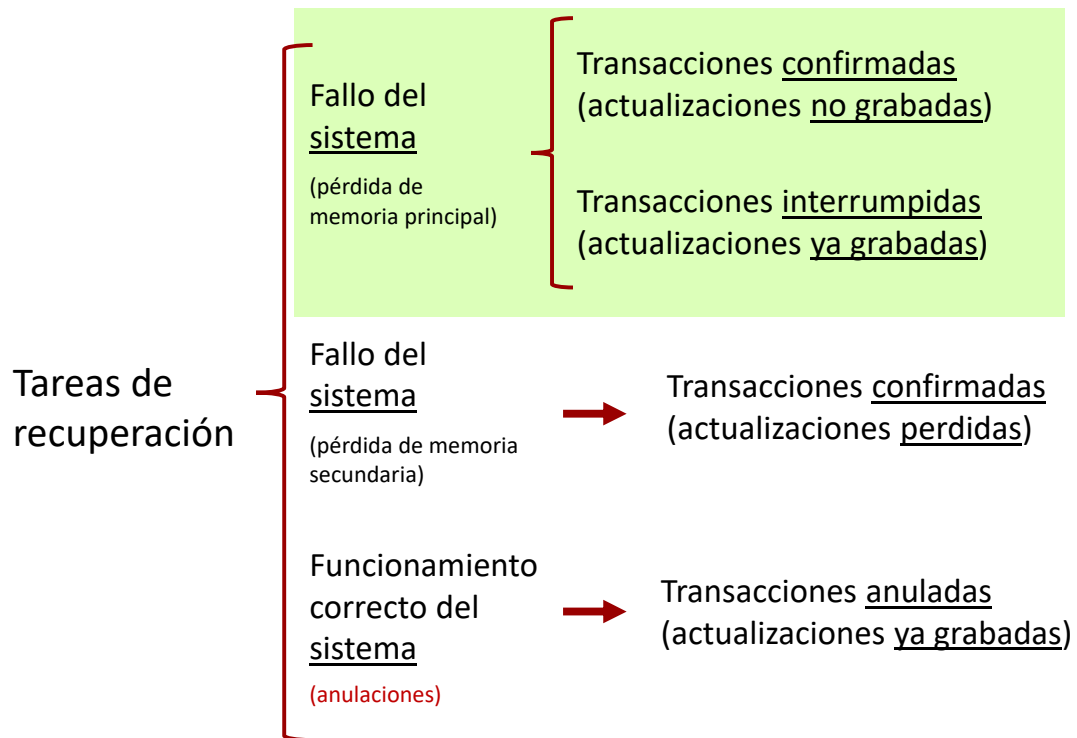 Tareas de
recuperación
Fallo del
sistema
(pérdida de
memoria principal)
Transacciones confirmadas
(actualizaciones no grabadas)
Transacciones interrumpidas
(actualizaciones ya grabadas)
Fallo del
sistema
(pérdida de memoria
secundaria)
Transacciones confirmadas
(actualizaciones perdidas)
Funcionamiento
correcto del
sistema
(anulaciones)
Transacciones anuladas
(actualizaciones ya grabadas)